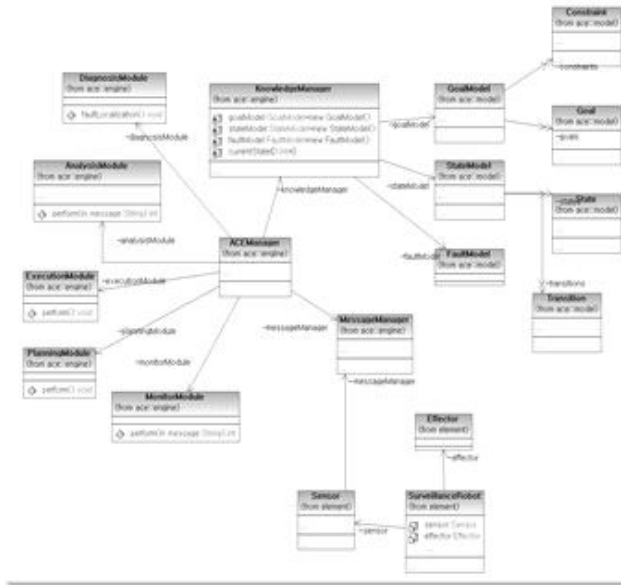 Constraint
(from ace::model)
~constraints
DiagnosisModule
(from ace::engine)
faultLocalization() void
~diagnosisModule
KnowledgeManager
(from ace::engine)
goalModel:GoalModel=new GoalModel()
stateModel:StateModel=new StateModel()
faultModel:FaultModel=new FaultModel()
GoalModel
(from ace::model)
~goalModel
Goal
(from ace::model)
~goals
AnalysisModule
(from ace::engine)
perform(in message:String):int
~analysisModule
~knowledgeManager
StateModel
(from ace::model)
~stateModel
State
(from ace::model)
ACEManager
(from ace::engine)
FaultModel
(from ace::model)
~faultModel
~transitions
Transition
(from ace::model)
ExecutionModule
(from ace::engine)
perform() void
~executionModule
~planningModule
MessageManager
(from ace::engine)
~messageManager
PlanningModule
(from ace::engine)
perform() void
~monitorModule
MonitorModule
(from ace::engine)
perform(in message:String):int
~messageManager
Effector
(from element)
~effector
Sensor
(from element)
~sensor
SurveillanceRobot
(from element)
sensor:Sensor
effector:Effector